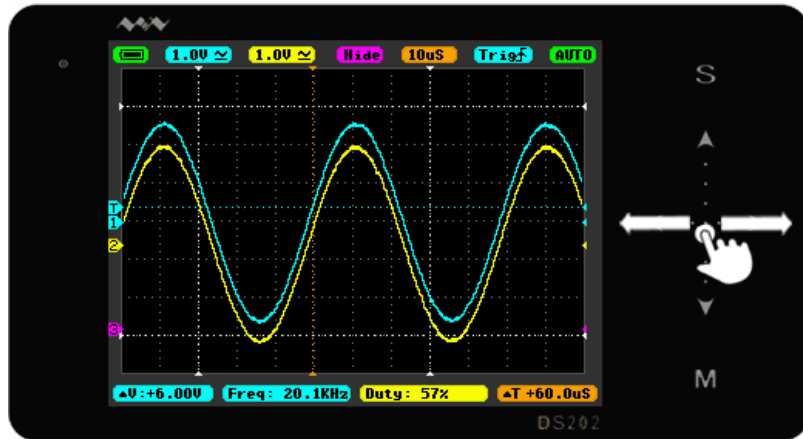 1.0V ≃ 1.0V ≃ Hide 10uS Trig AUTO
S
T
1
2
3
▲V:+6.00V Freq: 20.1KHz Duty: 57% ▲T +60.0uS
M
DS202